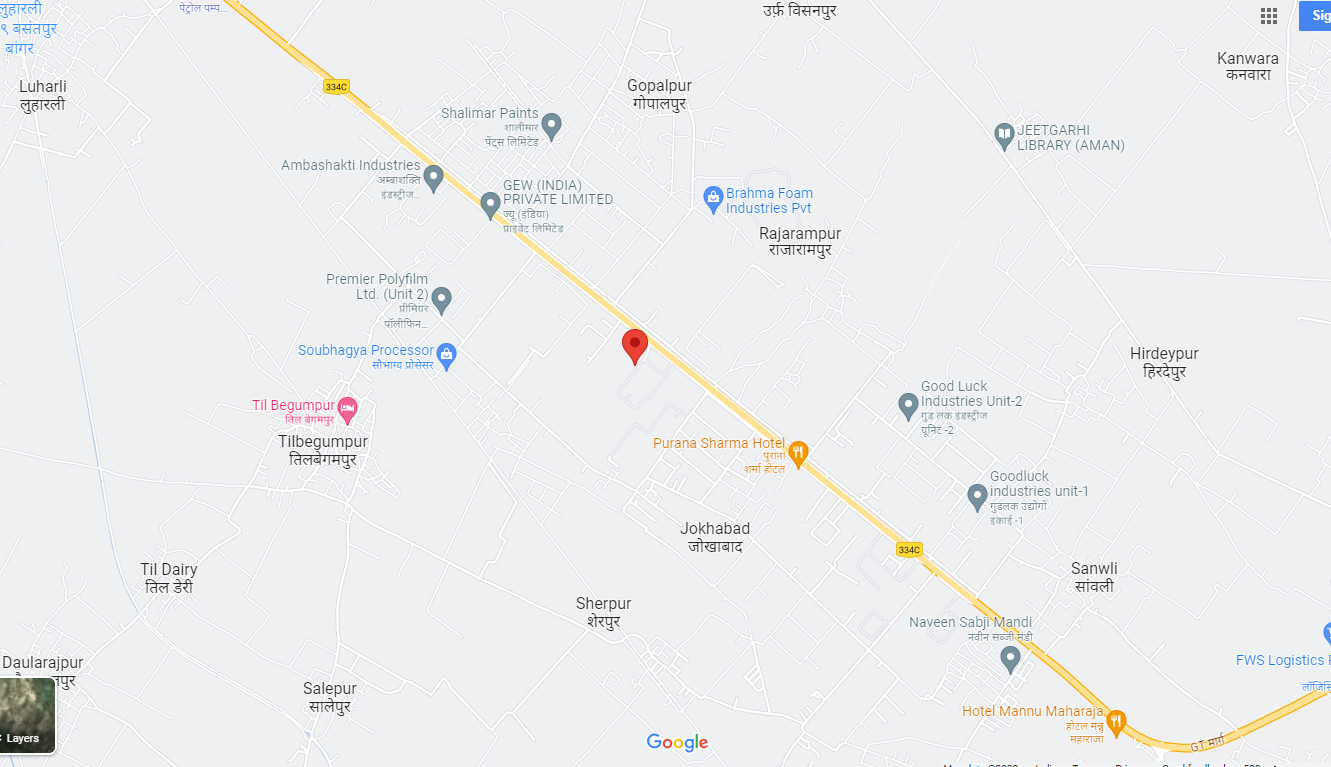 लुहारली
९ बसंतपुर
बांगर
पेट्रोल पम्प...
उर्फ़ विसनपुर
Sig
Luharli
लुहारली
334C
Gopalpur
गोपालपुर
Kanwara
कनवारा
Shalimar Paints
शालीमार
पेंट्स लिमिटेड
JEETGARHI
LIBRARY (AMAN)
Ambashakti Industries
अम्बाशक्ति
इंडस्ट्रीज...
GEW (INDIA)
PRIVATE LIMITED
ज्यू (इंडिया)
प्राइवेट लिमिटेड
Brahma Foam
Industries Pvt
Rajarampur
राजारामपुर
Premier Polyfilm
Ltd. (Unit 2)
प्रीमियर
पॉलीफिन...
Soubhagya Processor
सौभाग्य प्रोसेसर
Hirdeypur
हिरदेपुर
Til Begumpur
तिल बेगमपुर
Tilbegumpur
तिलबेगमपुर
Good Luck
Industries Unit-2
गुड लक इंडस्ट्रीज
यूनिट -2
Purana Sharma Hotel
पुराना
शर्मा होटल
Goodluck
industries unit-1
गुडलक उद्योगों
इकाई -1
Jokhabad
जोखाबाद
334C
Til Dairy
तिल डेरी
Sanwli
सांवली
Sherpur
शेरपुर
Naveen Sabji Mandi
नवीन सब्जी मंडी
Daularajpur
FWS Logistics
Salepur
सालेपुर
Hotel Mannu Maharaja
होटल मन्नू
महाराजा
GT मार्ग
Layers
Google